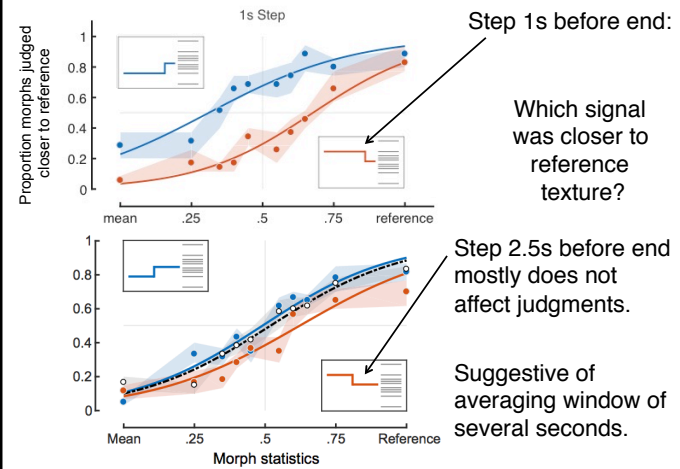 1s Step
Step 1s before end:
Proportion morphs judged
closer to reference
1
0.8
0.6
0.4
0.2
0
mean
.25
.5
.75
reference
Which signal
was closer to
reference
texture?
1
0.8
0.6
0.4
0.2
0
Mean
.25
.5
.75
Reference
Morph statistics
Step 2.5s before end
mostly does not
affect judgments.
Suggestive of
averaging window of
several seconds.